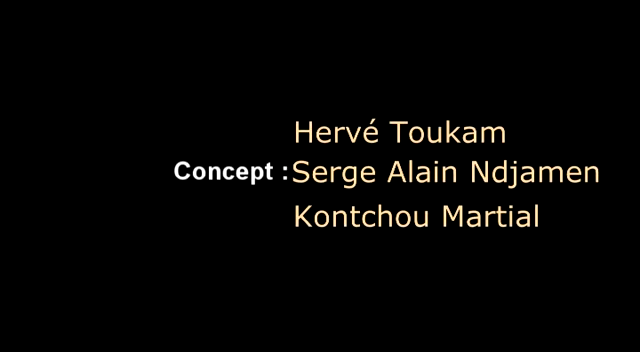 Hervé Toukam
Concept :Serge Alain Ndjamen
Kontchou Martial